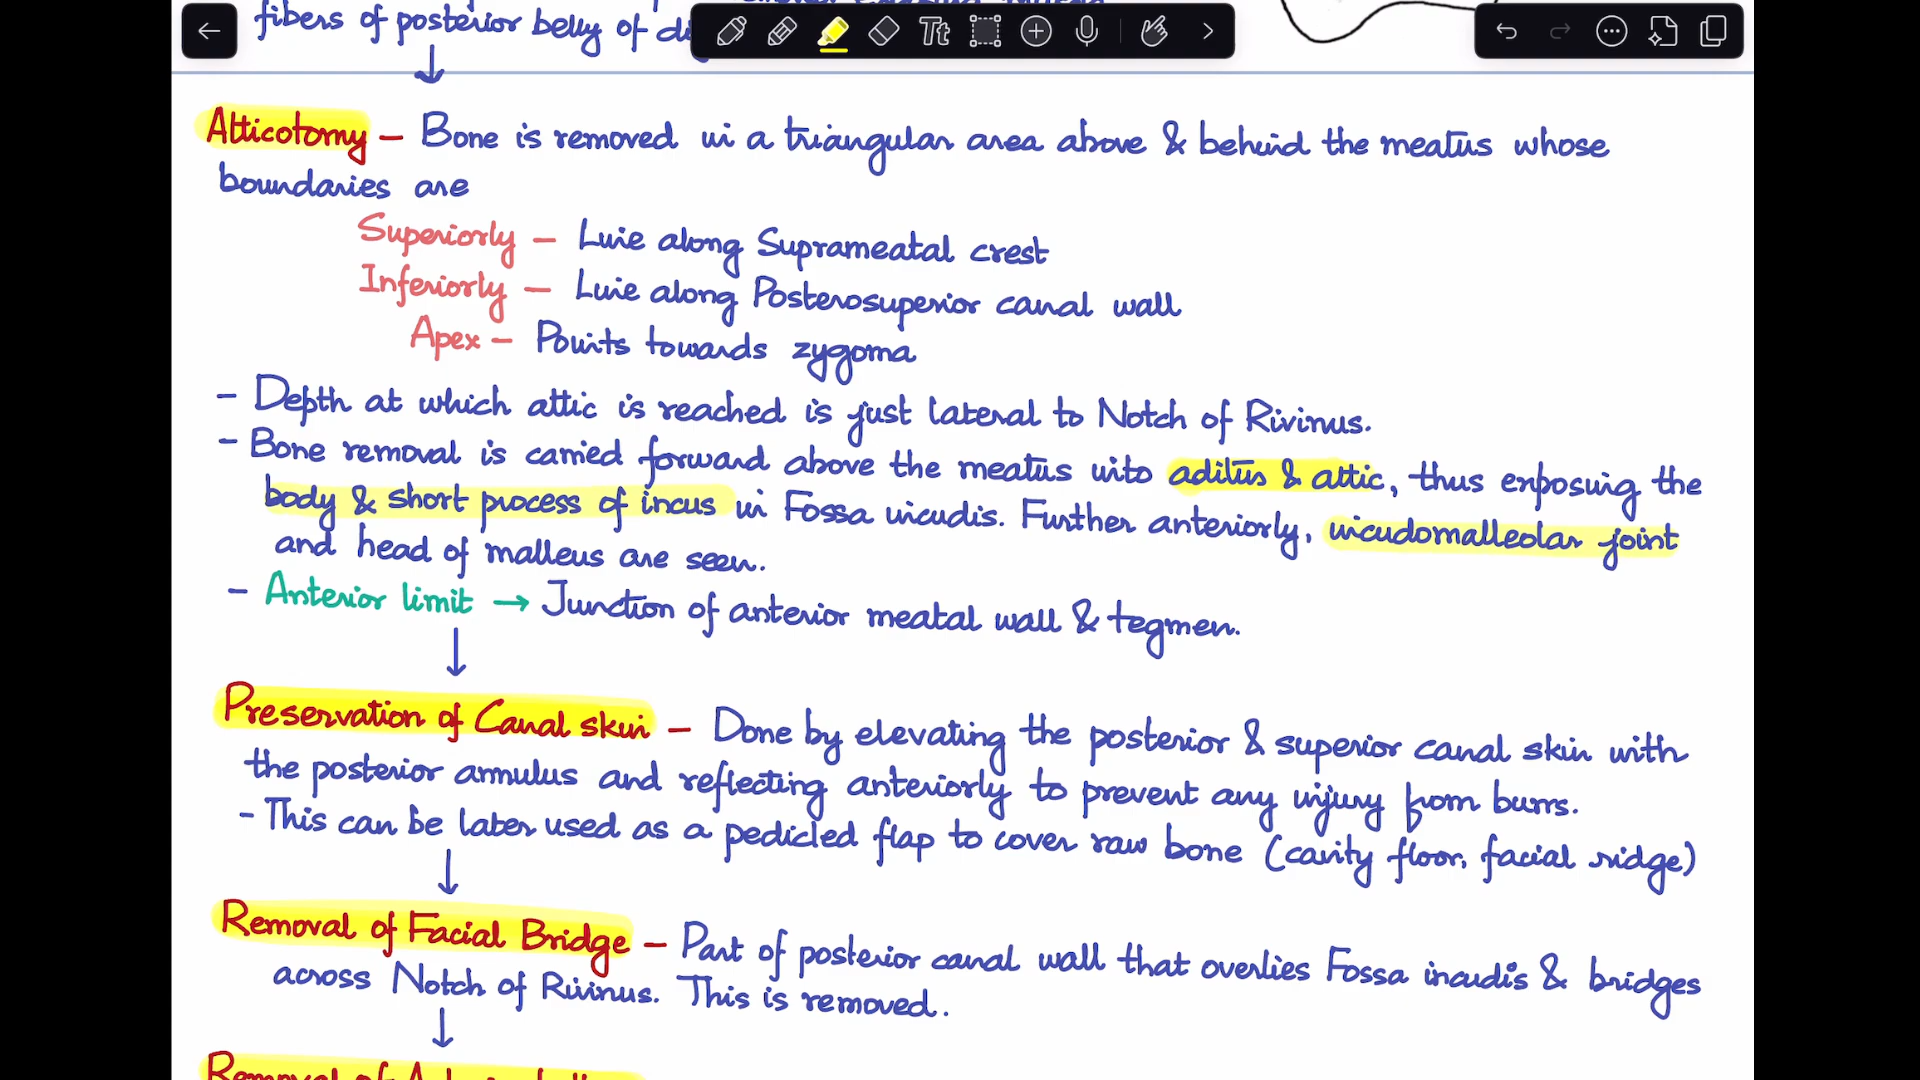 fibers of posterior belly of
Atticotomy – Bone is removed in a triangular area above & behind the meatus whose
boundaries are
Superiorly – Line along Suprameatal crest
Inferiorly – Line along Posterosuperior canal wall
Apex – Points towards zygoma
- Depth at which attic is reached is just lateral to Notch of Rivinus.
- Bone removal is carried forward above the meatus into aditus & attic, thus exposing the
body & short process of incus in Fossa incudis. Further anteriorly, incudomalleolar joint
and head of malleus are seen.
- Anterior limit → Junction of anterior meatal wall & tegmen.
Preservation of Canal skin – Done by elevating the posterior & superior canal skin with
the posterior annulus and reflecting anteriorly to prevent any injury from burrs.
- This can be later used as a pedicled flap to cover raw bone (cavity floor, facial ridge)
Removal of Facial Bridge – Part of posterior canal wall that overlies Fossa incudis & bridges
across Notch of Rivinus. This is removed.
Removal of